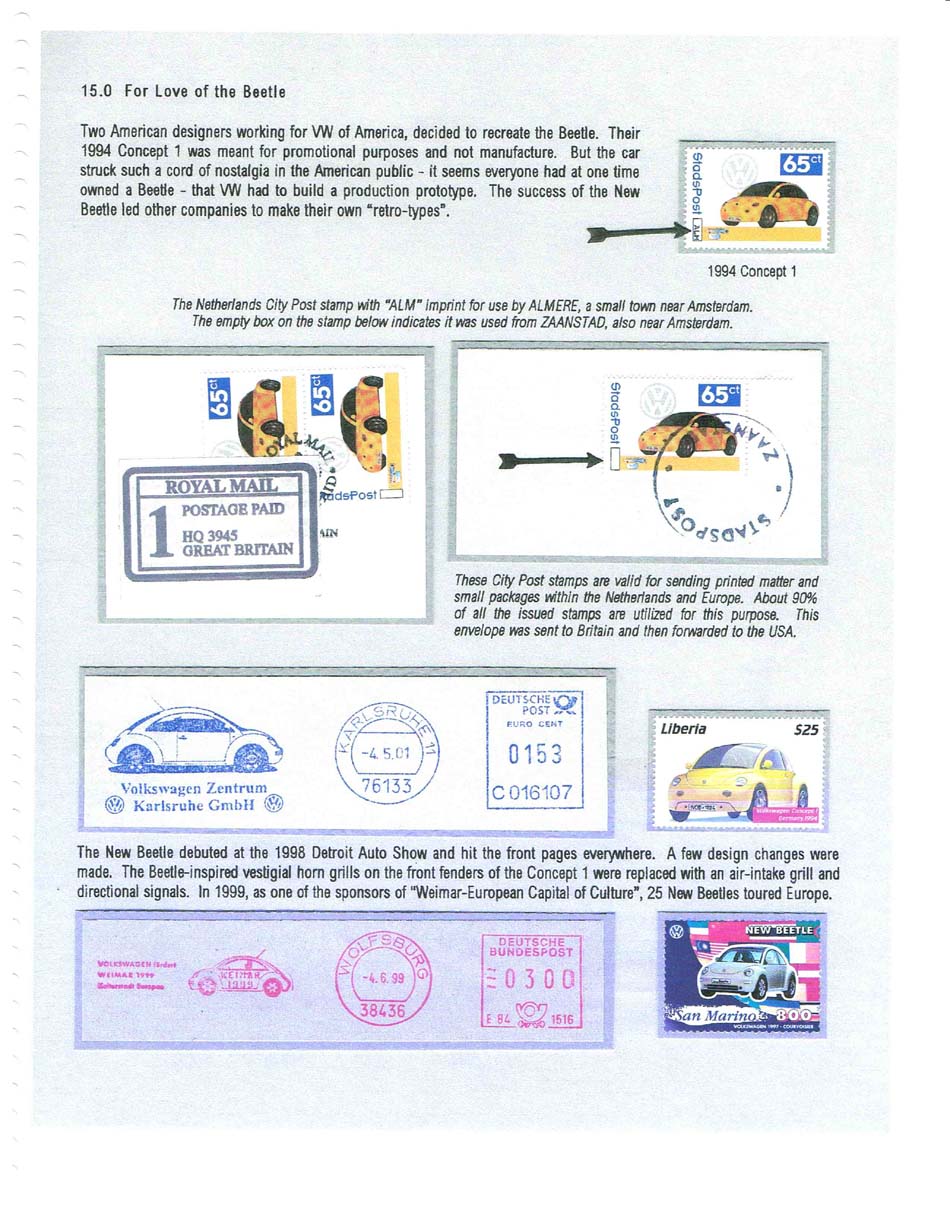 15.0 For Love of the Beetle
Two American designers working for VW of America, decided to recreate the Beetle. Their
1994 Concept 1 was meant for promotional purposes and not manufacture. But the car
struck such a cord of nostalgia in the American public - it seems everyone had at one time
owned a Beetle - that VW had to build a production prototype. The success of the New
Beetle led other companies to make their own "retro-types".
StadsPost
65ct
ALM
1994 Concept 1
The Netherlands City Post stamp with "ALM" imprint for use by ALMERE, a small town near Amsterdam.
The empty box on the stamp below indicates it was used from ZAANSTAD, also near Amsterdam.
65ct
65ct
ROYAL MAIL
StadsPost
ROYAL MAIL
1
POSTAGE PAID
HQ 3945
GREAT BRITAIN
StadsPost
65ct
STADSPOST
These City Post stamps are valid for sending printed matter and
small packages within the Netherlands and Europe. About 90%
of all the issued stamps are utilized for this purpose. This
envelope was sent to Britain and then forwarded to the USA.
Volkswagen Zentrum
Karlsruhe GmbH
KARLSRUHE 11
-4.5.01
76133
DEUTSCHE
POST
EURO CENT
0153
C 016107
Liberia
$25
Volkswagen Concept 1
Germany 1994
The New Beetle debuted at the 1998 Detroit Auto Show and hit the front pages everywhere. A few design changes were
made. The Beetle-inspired vestigial horn grills on the front fenders of the Concept 1 were replaced with an air-intake grill and
directional signals. In 1999, as one of the sponsors of "Weimar-European Capital of Culture", 25 New Beetles toured Europe.
VOLKSWAGEN fördert
WEIMAR 1999
Kulturstadt Europas
WEIMAR
1999
WOLFSBURG
-4.6.99
38436
DEUTSCHE
BUNDESPOST
0300
E 84 1516
NEW BEETLE
San Marino
800
VOLKSWAGEN 1997 - COURVOISIER